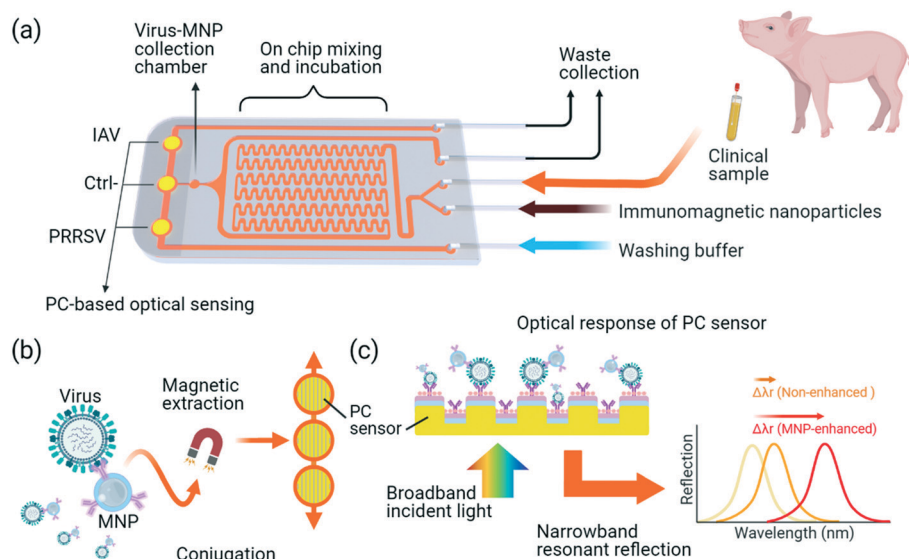 (a)
Virus-MNP
collection
chamber
On chip mixing
and incubation
Waste
collection
IAV
Ctrl-
PRRSV
PC-based optical sensing
Clinical
sample
Immunomagnetic nanoparticles
Washing buffer
(b)
Virus
Magnetic
extraction
MNP
PC
sensor
Conjugation
(c)
Optical response of PC sensor
Broadband
incident light
Narrowband
resonant reflection
Δλr (Non-enhanced )
Δλr (MNP-enhanced)
Reflection
Wavelength (nm)